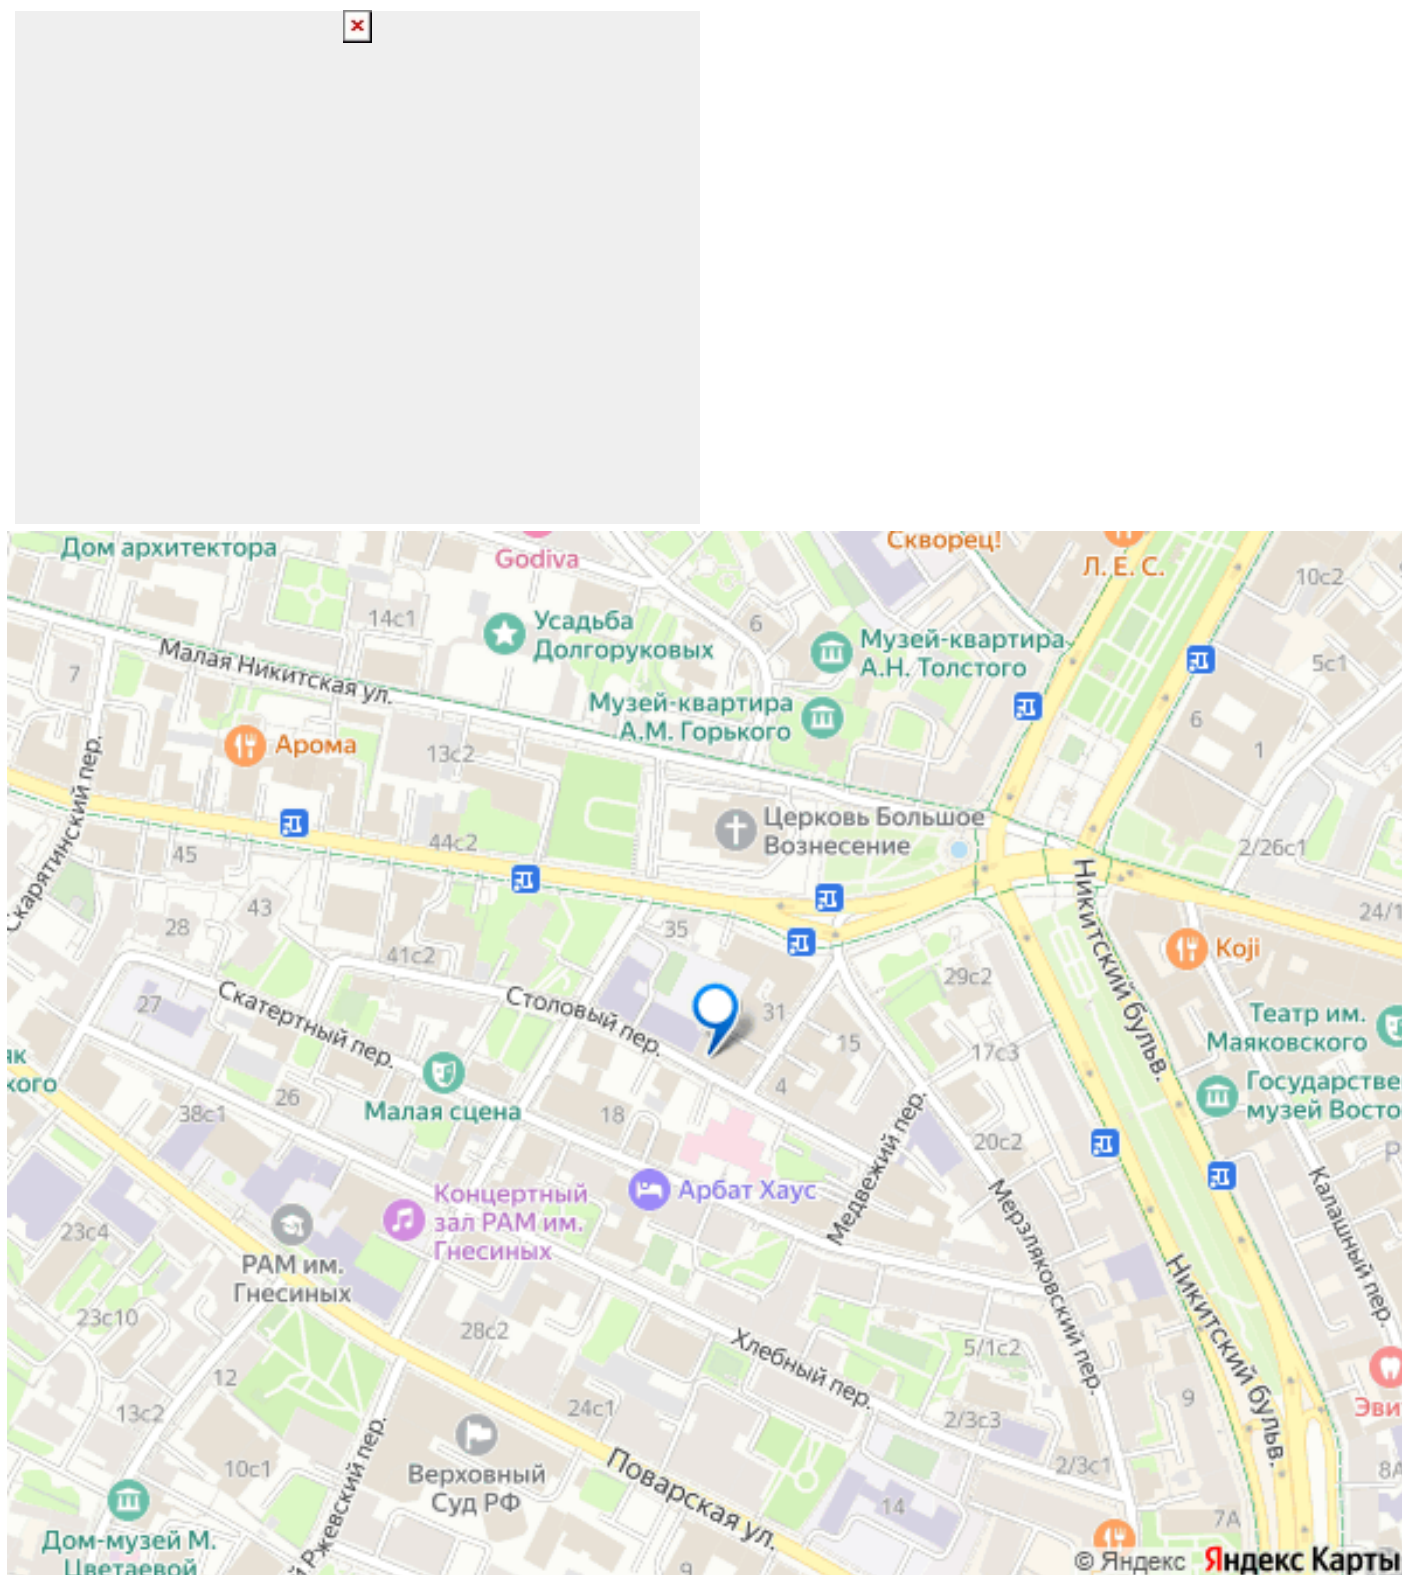 Дом архитектора
Godiva
Скворец!
Л. Е. С.
10с2
14с1
Усадьба
Долгоруковых
6
Музей-квартира
А.Н. Толстого
5с1
Малая Никитская ул.
7
Музей-квартира
А.М. Горького
6
1
Арома
13с2
Скарятинский пер.
Церковь Большое
Вознесение
2/26с1
44с2
45
Никитский бульв.
43
28
35
24/1
41с2
Koji
29с2
27
Скатертный пер.
Столовый пер.
31
15
Театр им.
Маяковского
17с3
як
кого
Малая сцена
26
38с1
18
4
Государстве
музей Восто
Медвежий пер.
20с2
Р
Арбат Хаус
Концертный
зал РАМ им.
Гнесиных
Мерзляковский пер.
Калашный пер.
23с4
РАМ им.
Гнесиных
Никитский бульв.
23с10
28с2
Хлебный пер.
5/1с2
12
9
Эви
13с2
24с1
2/3с3
Верховный
Суд РФ
10с1
й Ржевский пер.
Поварская ул.
2/3с1
8А
14
7А
Дом-музей М.
Цветаевой
9
© Яндекс
Яндекс Карты